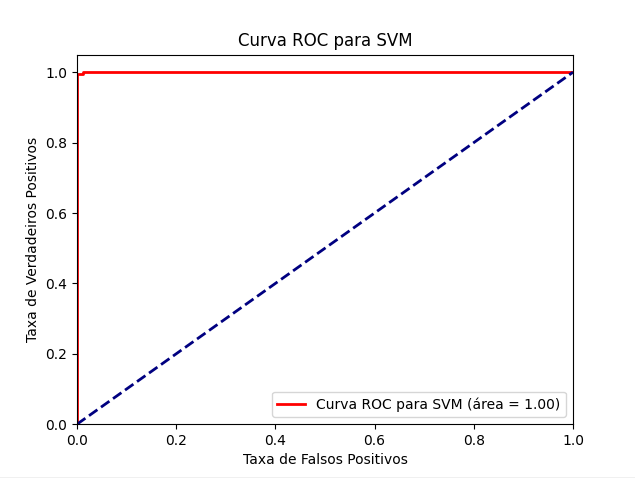 Curva ROC para SVM
Taxa de Verdadeiros Positivos
1.0
0.8
0.6
0.4
0.2
0.0
Curva ROC para SVM (área = 1.00)
0.0 0.2 0.4 0.6 0.8 1.0
Taxa de Falsos Positivos